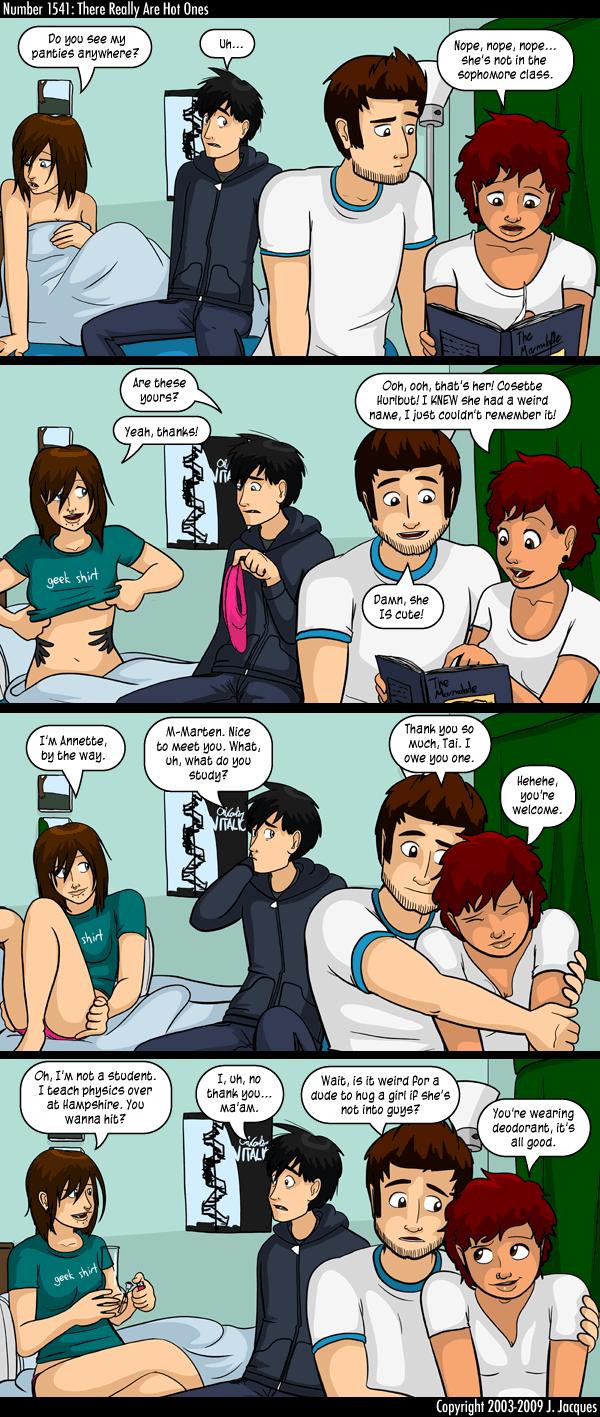 Number 1541: There Really Are Hot Ones
Do you see my
panties anywhere?
Uh...
Nope, nope, nope...
she's not in the
sophomore class.
The
Marmalade
Are these
yours?
Yeah, thanks!
Ooh, ooh, that's her! Cosette
Hurlbut! I KNEW she had a weird
name, I just couldn't remember it!
geek shirt
Damn, she
IS cute!
The
Marmalade
I'm Annette,
by the way.
M-Marten. Nice
to meet you. What,
uh, what do you
study?
Thank you so
much, Tai. I
owe you one.
Hehehe,
you're
welcome.
VITALIC
shirt
Oh, I'm not a student.
I teach physics over
at Hampshire. You
wanna hit?
I, uh, no
thank you...
ma'am.
Wait, is it weird for a
dude to hug a girl if she's
not into guys?
You're wearing
deodorant, it's
all good.
VITALIC
geek shirt
Copyright 2003-2009 J. Jacques